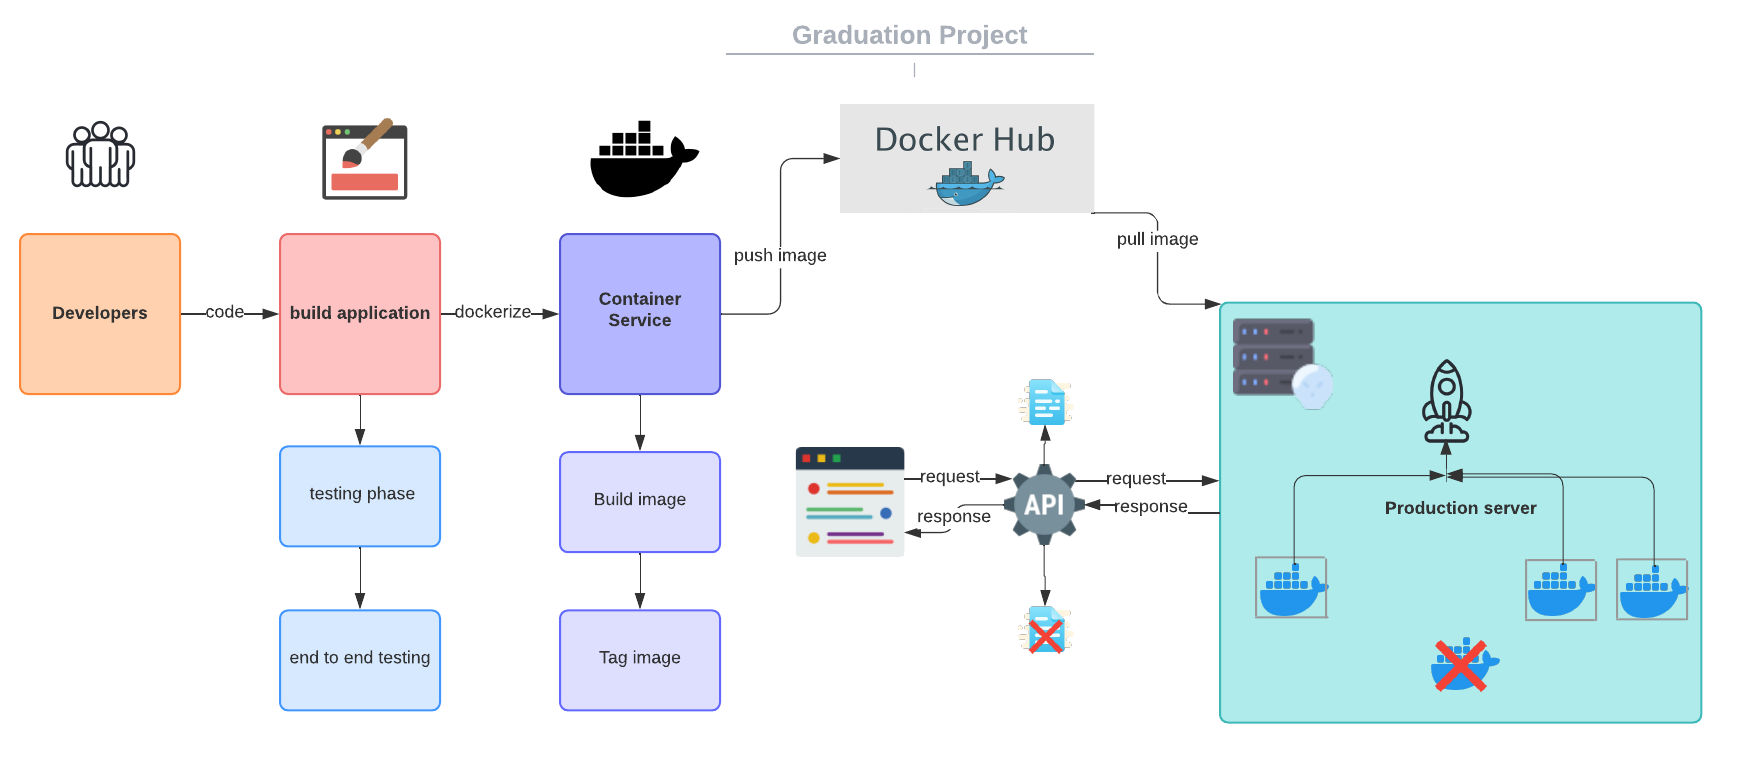 Graduation Project
Docker Hub
push image
pull image
Developers
code
build application
dockerize
Container
Service
testing phase
Build image
end to end testing
Tag image
request
response
API
request
response
Production server